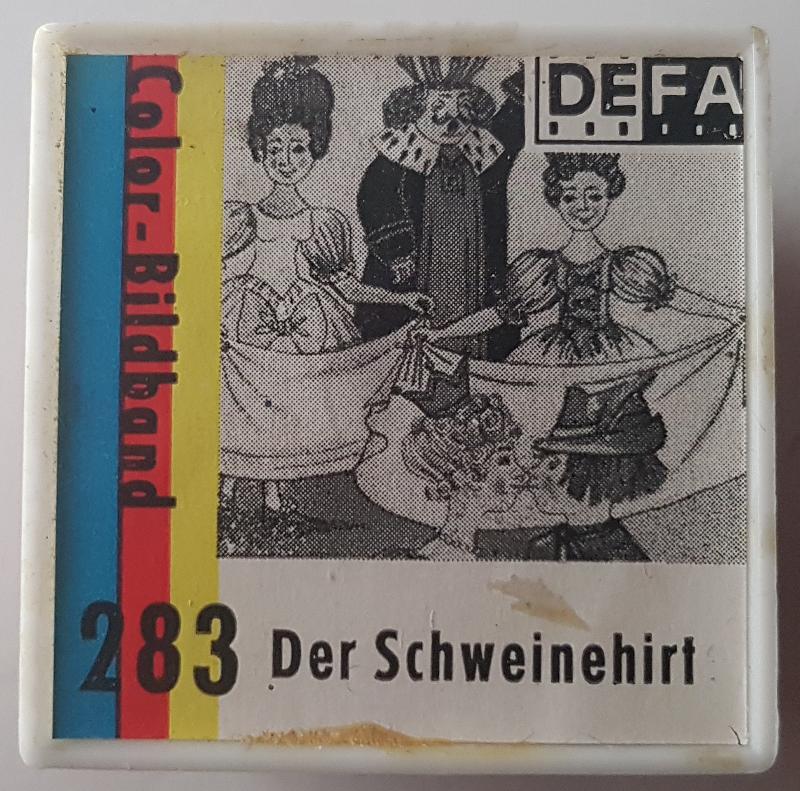 DEFA
Color-Bildband
283 Der Schweinehirt